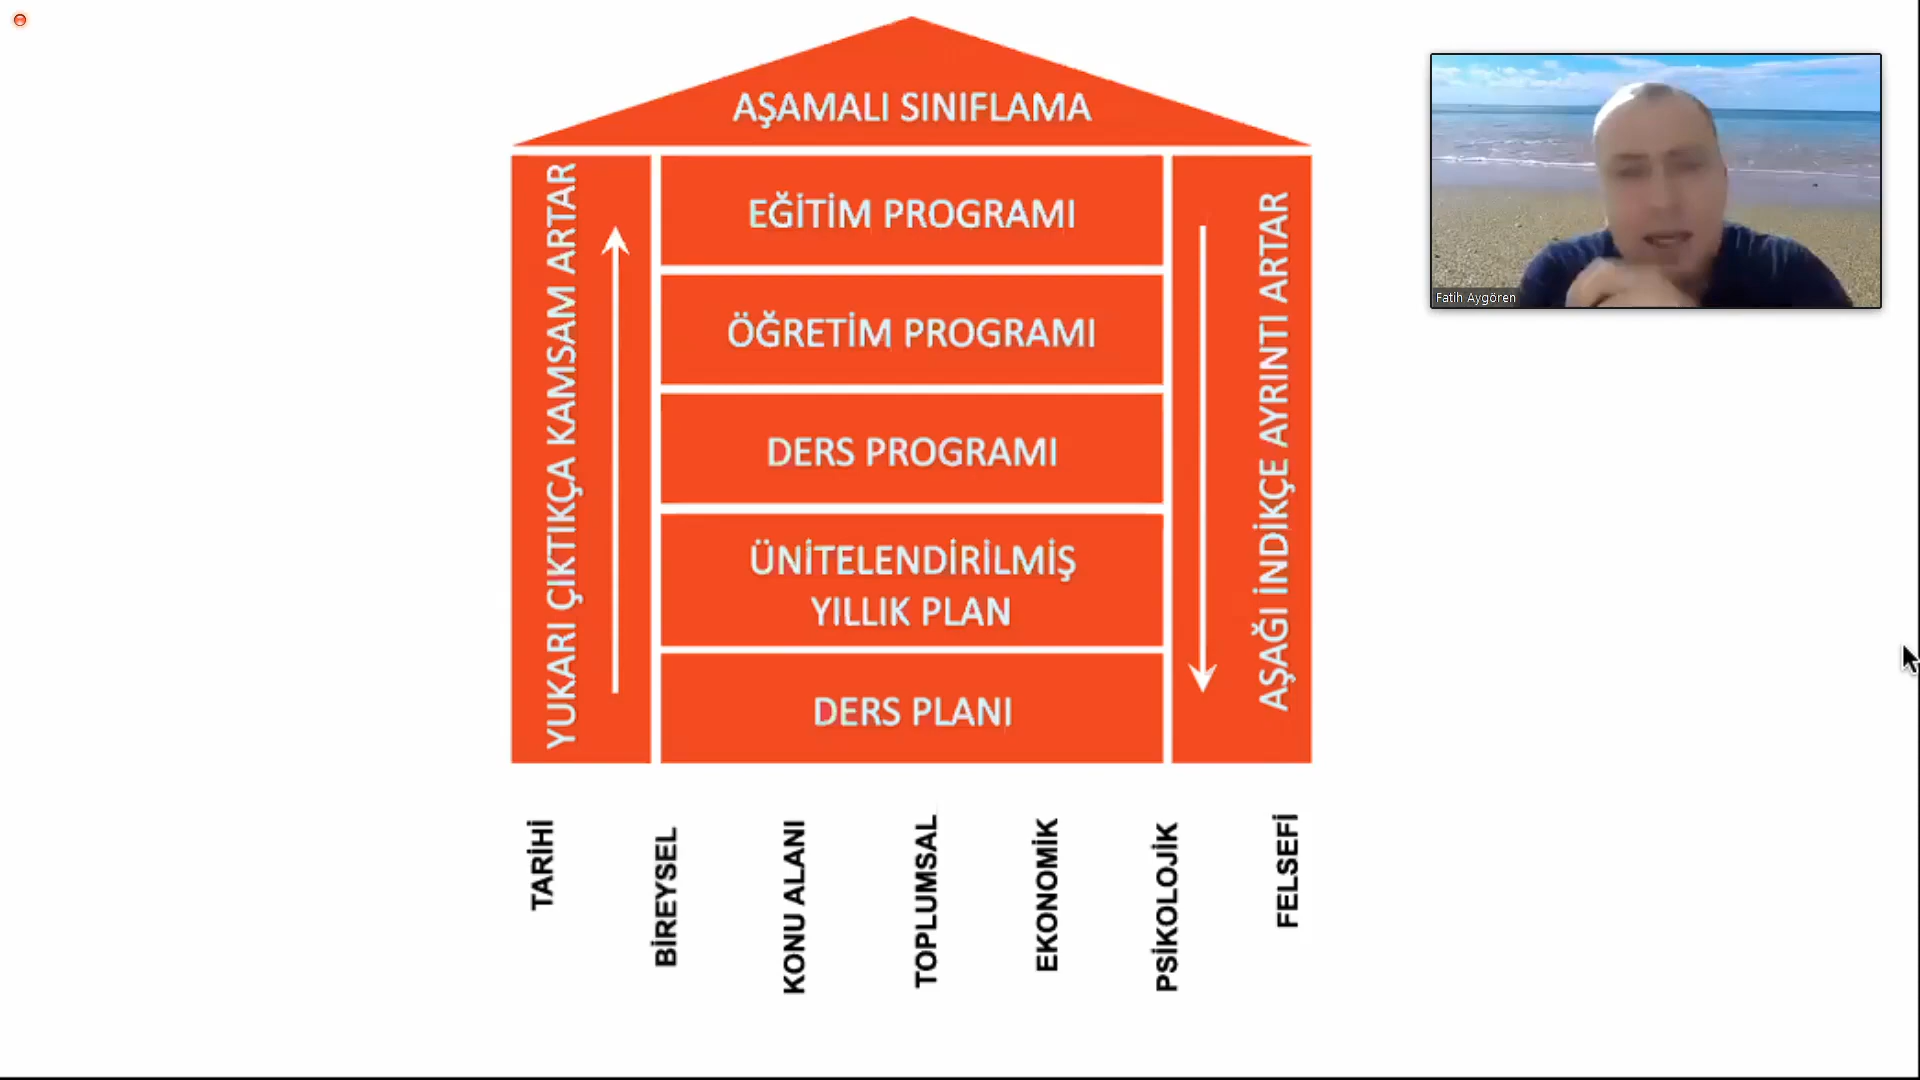 AŞAMALI SINIFLAMA
YUKARI ÇIKTIKÇA KAMSAM ARTAR
EĞİTİM PROGRAMI
ÖĞRETİM PROGRAMI
DERS PROGRAMI
ÜNİTELENDİRİLMİŞ
YILLIK PLAN
DERS PLANI
AŞAĞI İNDİKÇE AYRINTI ARTAR
TARİHİ
BİREYSEL
KONU ALANI
TOPLUMSAL
EKONOMİK
PSİKOLOJİK
FELSEFİ
Fatih Aygören